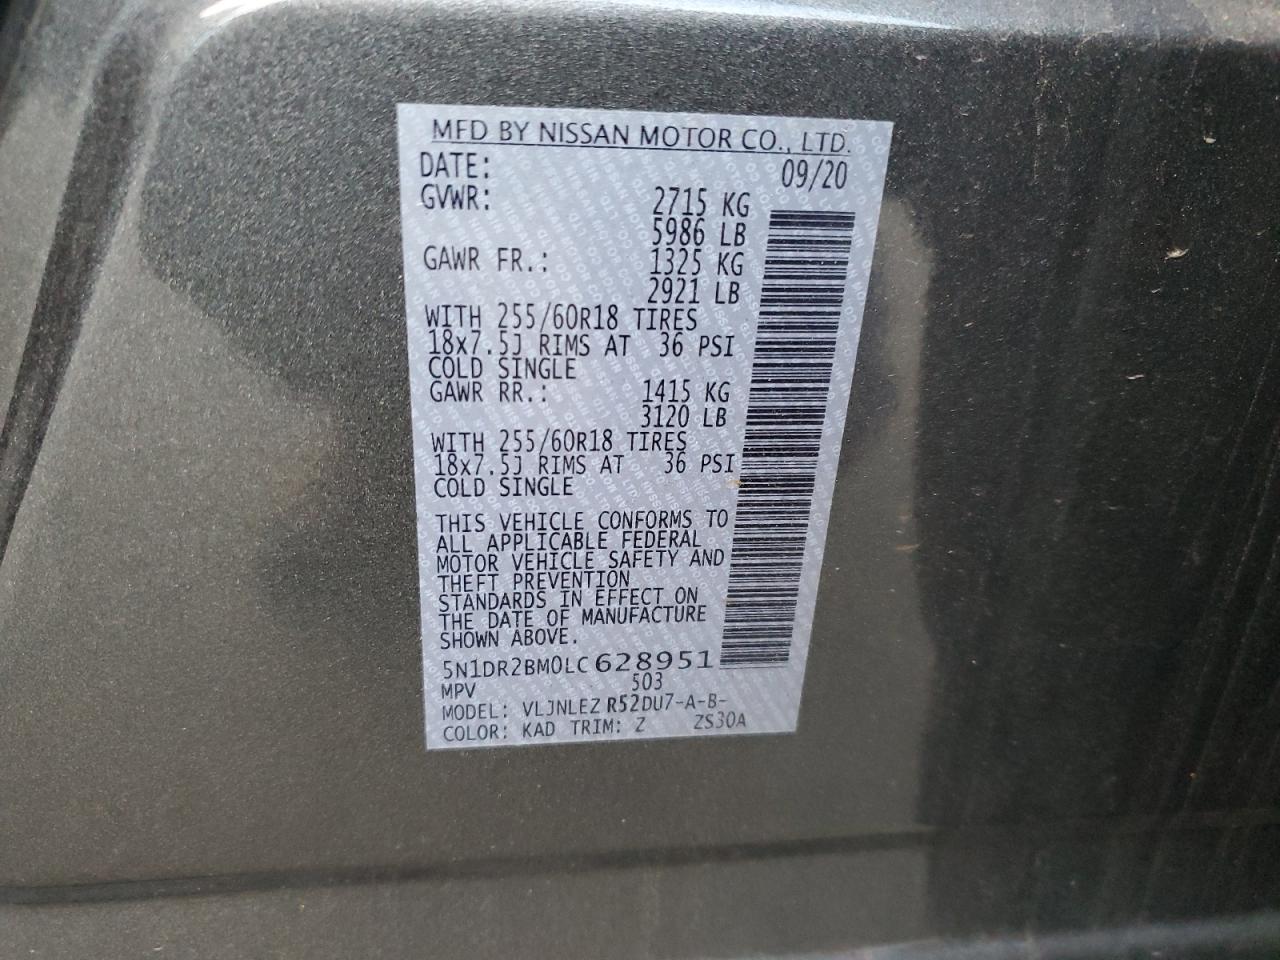 MFD BY NISSAN MOTOR CO., LTD.
DATE: 09/20
GVWR: 2715 KG
5986 LB
GAWR FR.: 1325 KG
2921 LB
WITH 255/60R18 TIRES
18x7.5J RIMS AT 36 PSI
COLD SINGLE
GAWR RR.: 1415 KG
3120 LB
WITH 255/60R18 TIRES
18x7.5J RIMS AT 36 PSI
COLD SINGLE
THIS VEHICLE CONFORMS TO
ALL APPLICABLE FEDERAL
MOTOR VEHICLE SAFETY AND
THEFT PREVENTION
STANDARDS IN EFFECT ON
THE DATE OF MANUFACTURE
SHOWN ABOVE.
5N1DR2BM0LC628951
MPV 503
MODEL: VLJNLEZ R52DU7-A-B-
COLOR: KAD TRIM: Z ZS30A